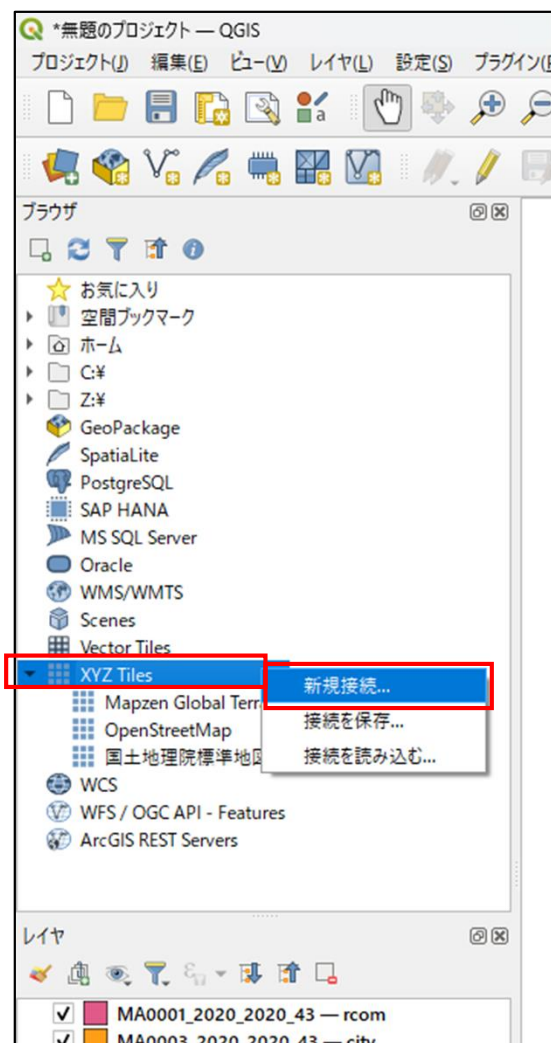 *無題のプロジェクト — QGIS
プロジェクト(J) 編集(E) ビュー(V) レイヤ(L) 設定(S) プラグイン(P
ブラウザ
お気に入り
空間ブックマーク
ホーム
C:¥
Z:¥
GeoPackage
SpatiaLite
PostgreSQL
SAP HANA
MS SQL Server
Oracle
WMS/WMTS
Scenes
Vector Tiles
XYZ Tiles
新規接続...
Mapzen Global Terr
接続を保存...
OpenStreetMap
国土地理院標準地図
接続を読み込む...
WCS
WFS / OGC API - Features
ArcGIS REST Servers
レイヤ
MA0001_2020_2020_43 — rcom
MA0003_2020_2020_43 — city